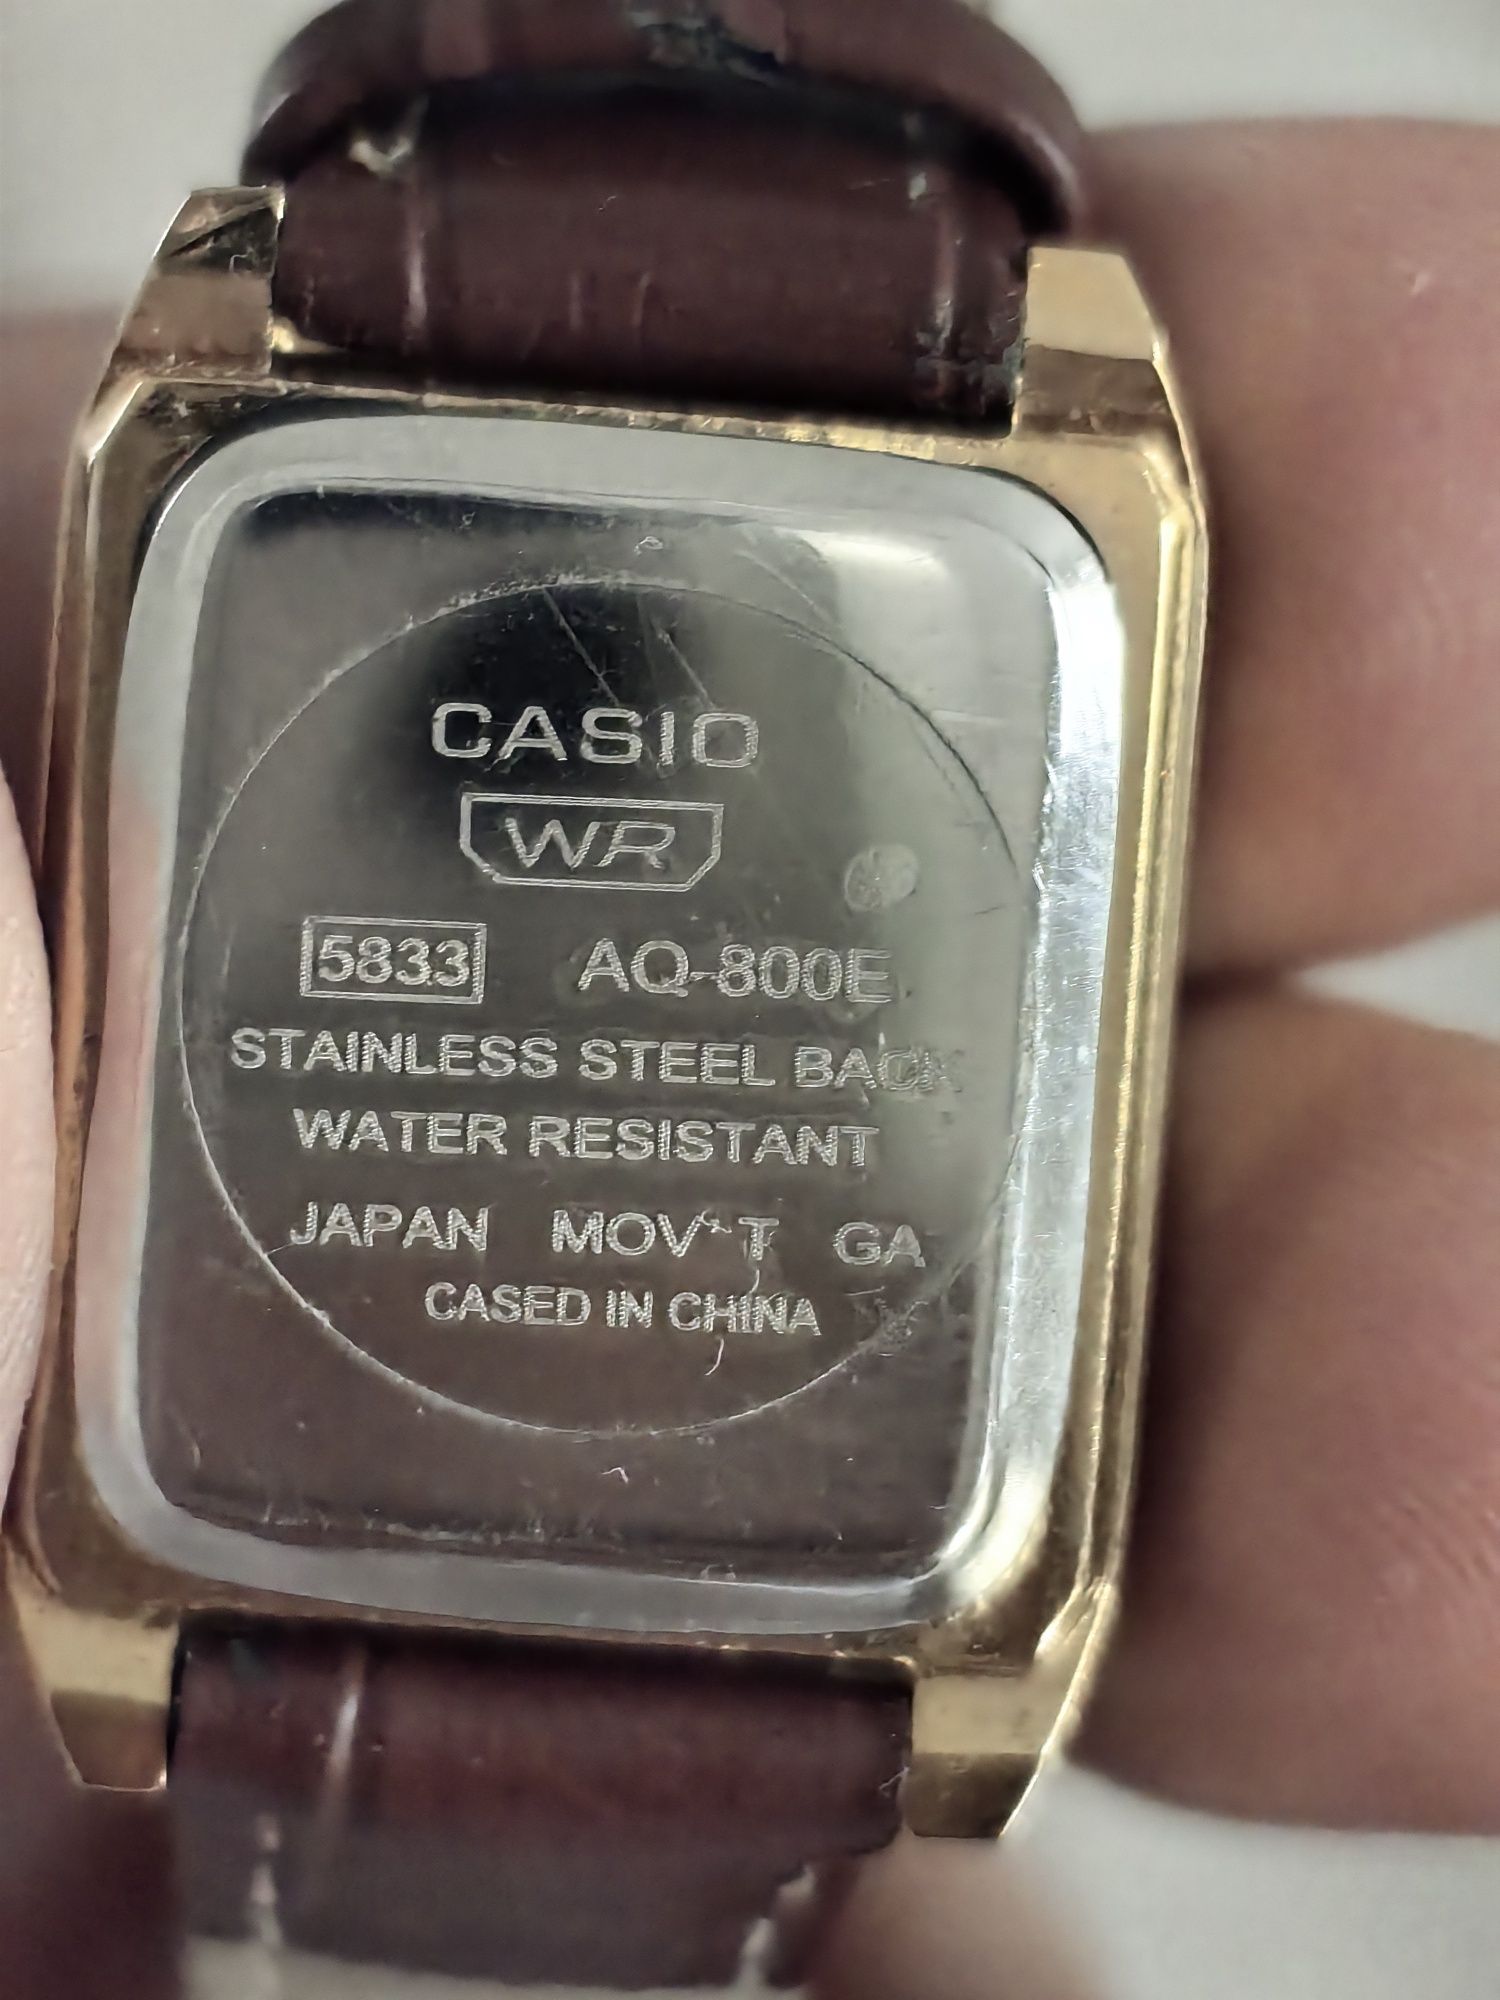 CASIO
WR
5833 AQ-800E
STAINLESS STEEL BACK
WATER RESISTANT
JAPAN MOV'T GA
CASED IN CHINA